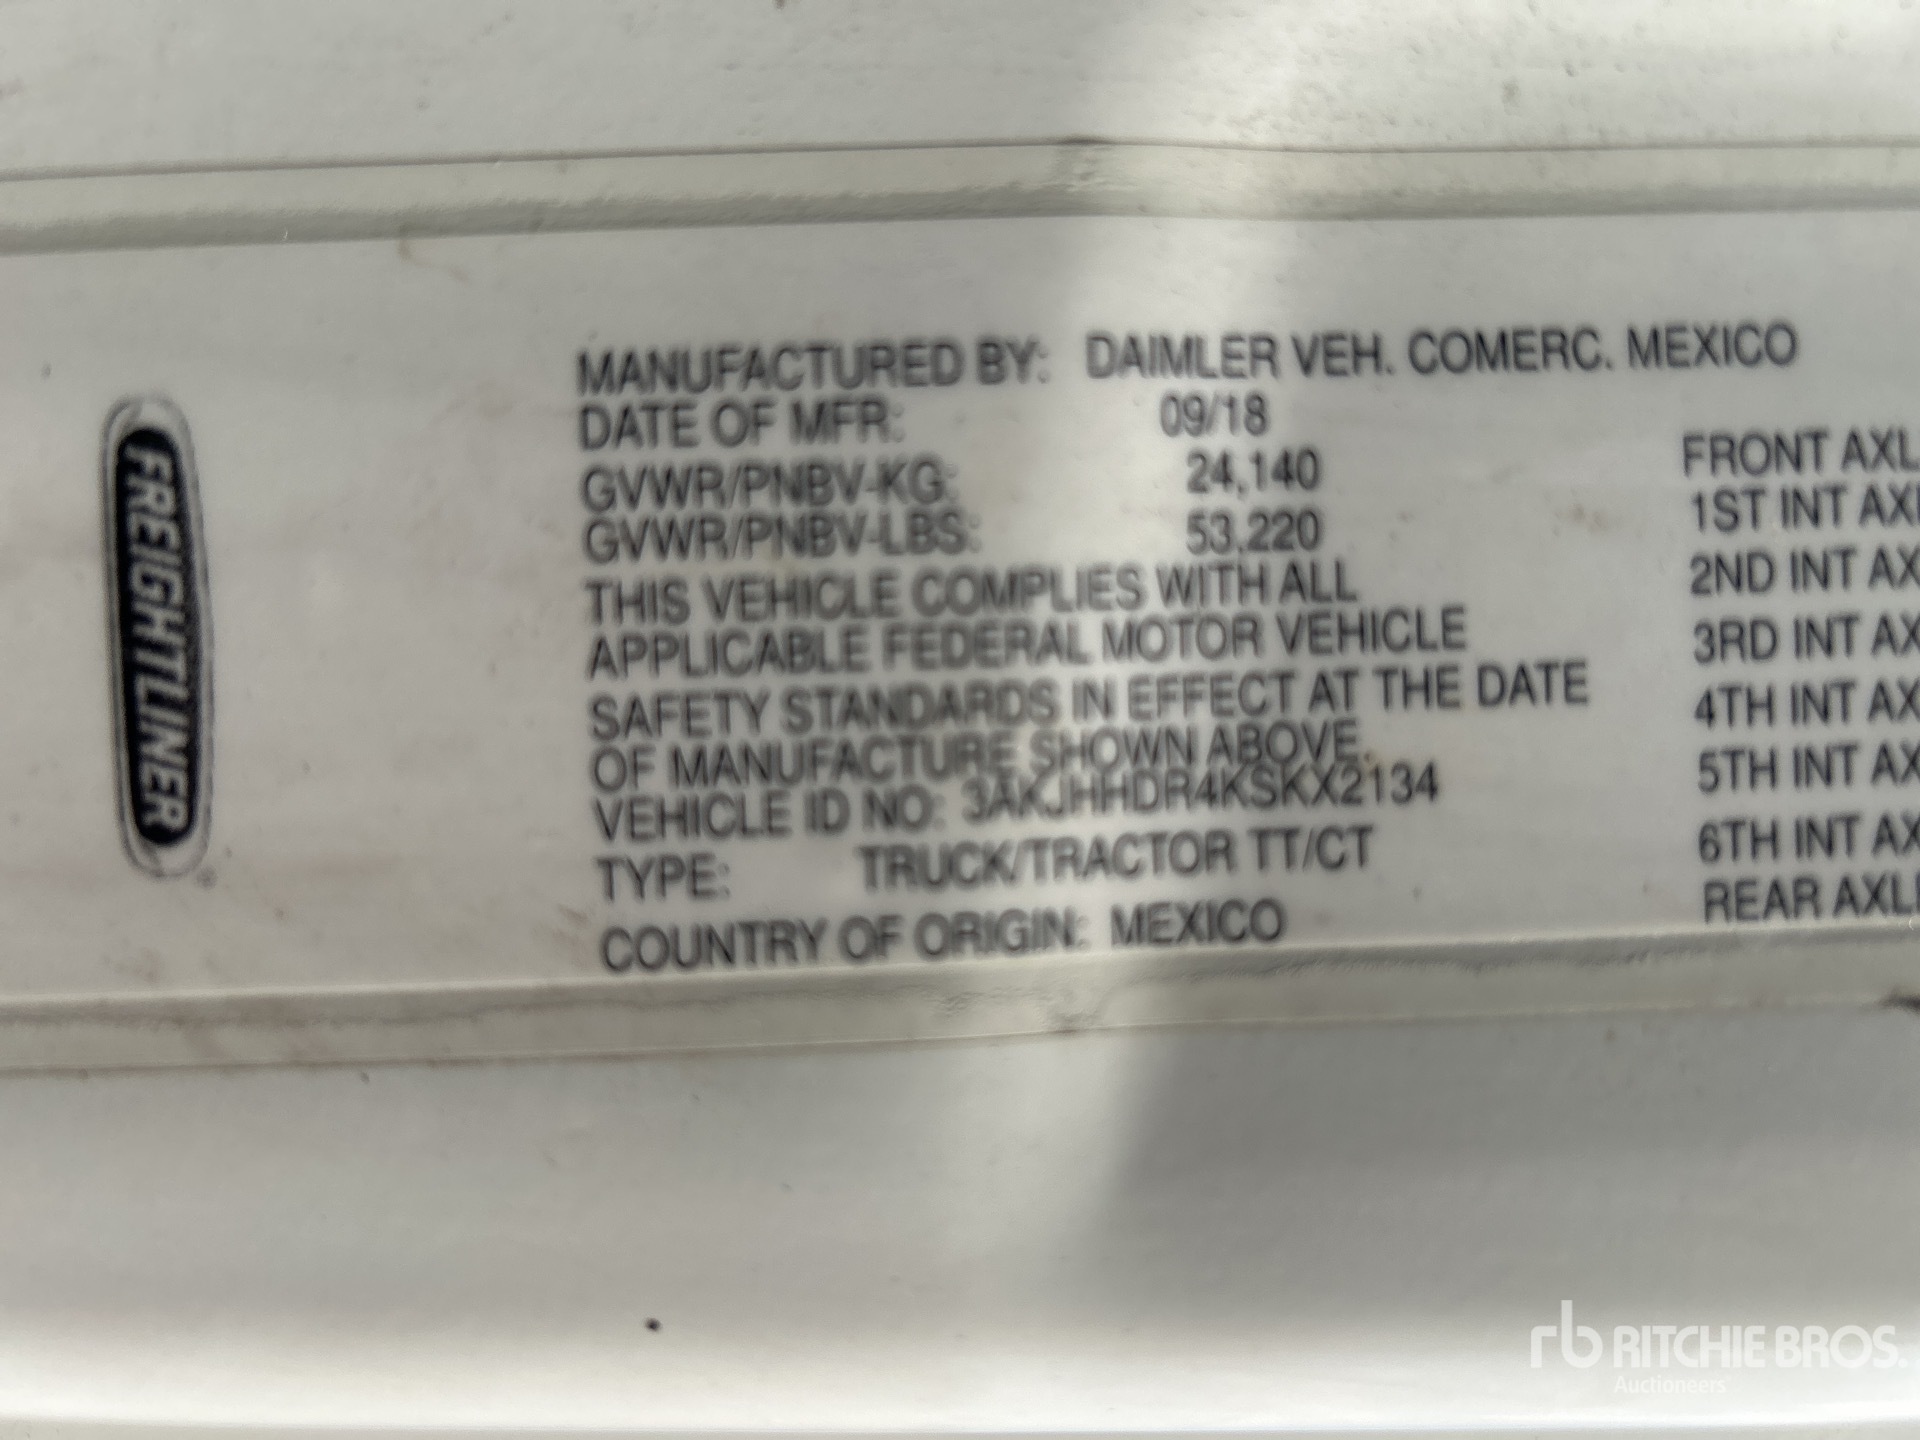 FREIGHTLINER
MANUFACTURED BY: DAIMLER VEH. COMERC. MEXICO
DATE OF MFR: 09/18
GVWR/PNBV-KG: 24,140
GVWR/PNBV-LBS: 53,220
THIS VEHICLE COMPLIES WITH ALL
APPLICABLE FEDERAL MOTOR VEHICLE
SAFETY STANDARDS IN EFFECT AT THE DATE
OF MANUFACTURE SHOWN ABOVE.
VEHICLE ID NO: 3AKJHHDR4KSKX2134
TYPE: TRUCK/TRACTOR TT/CT
COUNTRY OF ORIGIN: MEXICO
FRONT AXL
1ST INT AXL
2ND INT AX
3RD INT AX
4TH INT AX
5TH INT AX
6TH INT AX
REAR AXLE
rb RITCHIE BROS.
Auctioneers